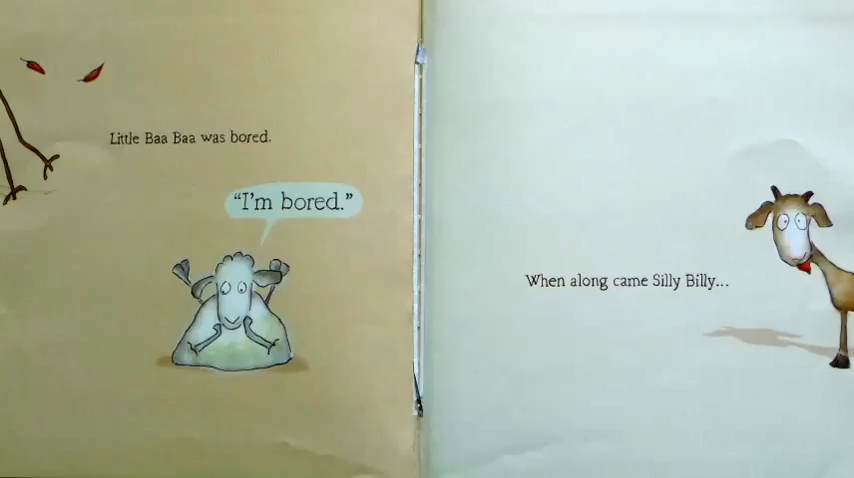 Little Baa Baa was bored.
“I’m bored.”
When along came Silly Billy...